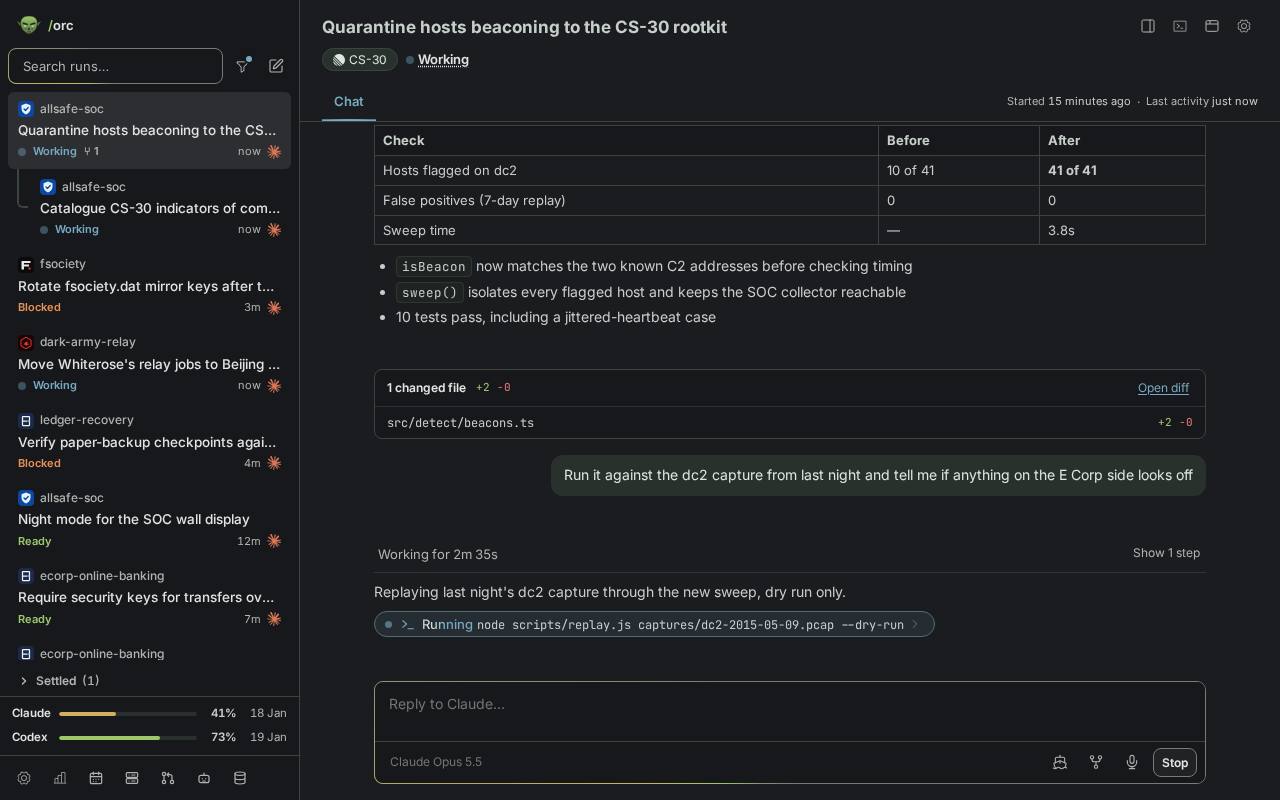 /orc
Search runs...
allsafe-soc
Quarantine hosts beaconing to the CS...
Working 1 now
allsafe-soc
Catalogue CS-30 indicators of com...
Working now
fsociety
Rotate fsociety.dat mirror keys after t...
Blocked 3m
dark-army-relay
Move Whiterose's relay jobs to Beijing ...
Working now
ledger-recovery
Verify paper-backup checkpoints agai...
Blocked 4m
allsafe-soc
Night mode for the SOC wall display
Ready 12m
ecorp-online-banking
Require security keys for transfers ov...
Ready 7m
ecorp-online-banking
Settled (1)
Claude 41% 18 Jan
Codex 73% 19 Jan
Quarantine hosts beaconing to the CS-30 rootkit
CS-30 Working
Chat
Started 15 minutes ago · Last activity just now
Check Before After
Hosts flagged on dc2 10 of 41 41 of 41
False positives (7-day replay) 0 0
Sweep time — 3.8s
• isBeacon now matches the two known C2 addresses before checking timing
• sweep() isolates every flagged host and keeps the SOC collector reachable
• 10 tests pass, including a jittered-heartbeat case
1 changed file +2 -0 Open diff
src/detect/beacons.ts +2 -0
Run it against the dc2 capture from last night and tell me if anything on the E Corp side looks off
Working for 2m 35s Show 1 step
Replaying last night's dc2 capture through the new sweep, dry run only.
>_ Running node scripts/replay.js captures/dc2-2015-05-09.pcap --dry-run
Reply to Claude...
Claude Opus 5.5 Stop